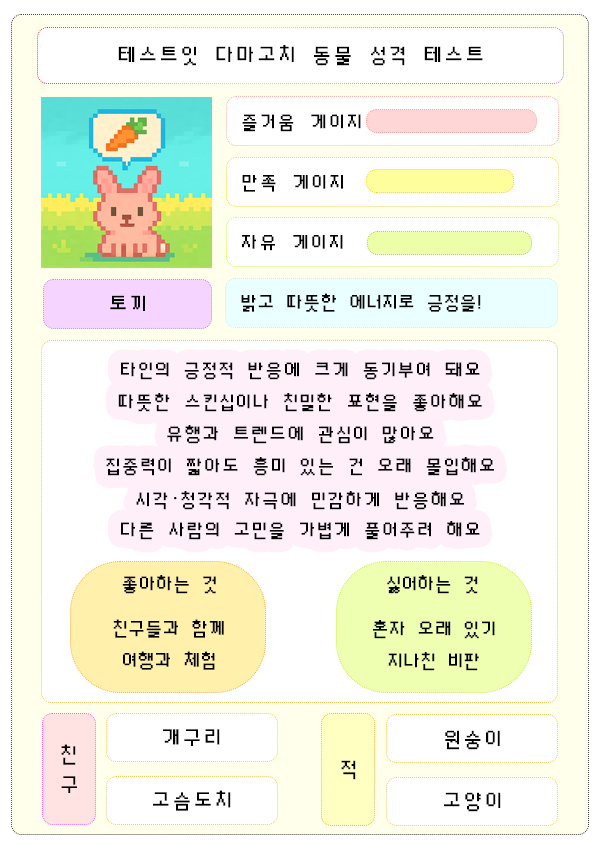 테스트잇 다마고치 동물 성격 테스트
즐거움 게이지
만족 게이지
자유 게이지
토끼
밝고 따뜻한 에너지로 긍정을!
타인의 긍정적 반응에 크게 동기부여 돼요
따뜻한 스킨십이나 친밀한 표현을 좋아해요
유행과 트렌드에 관심이 많아요
집중력이 짧아도 흥미 있는 건 오래 몰입해요
시각·청각적 자극에 민감하게 반응해요
다른 사람의 고민을 가볍게 풀어주려 해요
좋아하는 것
친구들과 함께
여행과 체험
싫어하는 것
혼자 오래 있기
지나친 비판
친구
개구리
고슴도치
적
원숭이
고양이